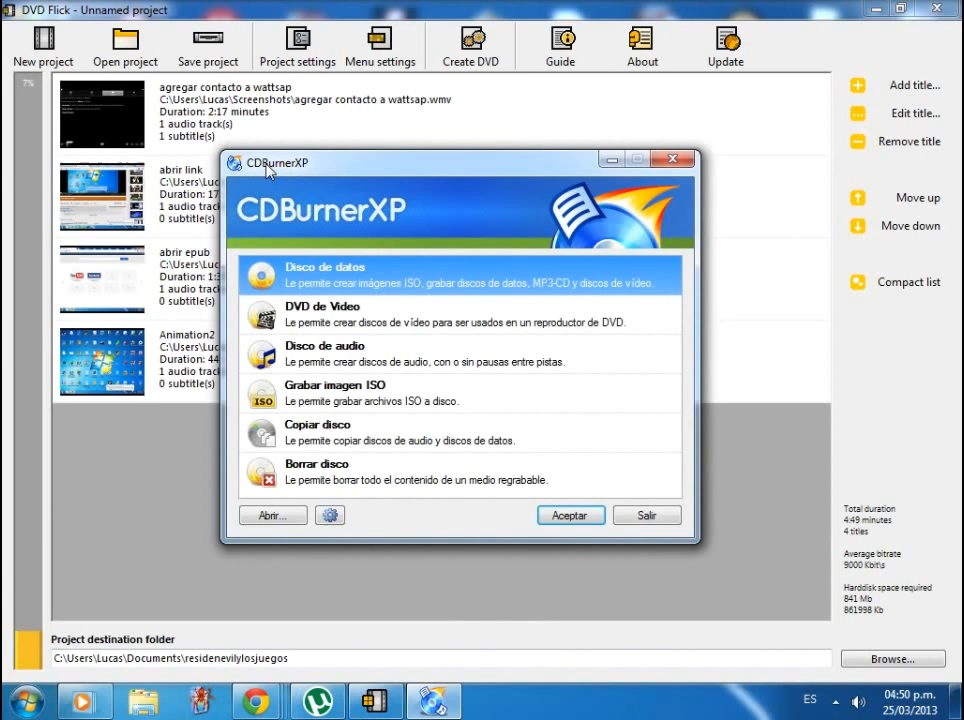 DVD Flick - Unnamed project
New project
Open project
Save project
Project settings
Menu settings
Create DVD
Guide
About
Update
7%
agregar contacto a wattsap
C:\Users\Lucas\Screenshots\agregar contacto a wattsap.wmv
Duration: 2:17 minutes
1 audio track(s)
1 subtitle(s)
abrir link
C:\Users\Luc
Duration: 17
1 audio track
0 subtitle(s)
abrir epub
C:\Users\Luc
Duration: 1:3
1 audio track
0 subtitle(s)
Animation2
C:\Users\Luc
Duration: 44
1 audio track
0 subtitle(s)
Add title...
Edit title...
Remove title
Move up
Move down
Compact list
CDBurnerXP
CDBurnerXP
Disco de datos
Le permite crear imágenes ISO, grabar discos de datos, MP3-CD y discos de vídeo.
DVD de Video
Le permite crear discos de vídeo para ser usados en un reproductor de DVD.
Disco de audio
Le permite crear discos de audio, con o sin pausas entre pistas.
ISO
Grabar imagen ISO
Le permite grabar archivos ISO a disco.
Copiar disco
Le permite copiar discos de audio y discos de datos.
Borrar disco
Le permite borrar todo el contenido de un medio regrabable.
Abrir...
Aceptar
Salir
Total duration
4:49 minutes
4 titles
Average bitrate
9000 Kbit\s
Harddisk space required
841 Mb
861998 Kb
Project destination folder
C:\Users\Lucas\Documents\residenevilylosjuegos
Browse...
ES
04:50 p.m.
25/03/2013